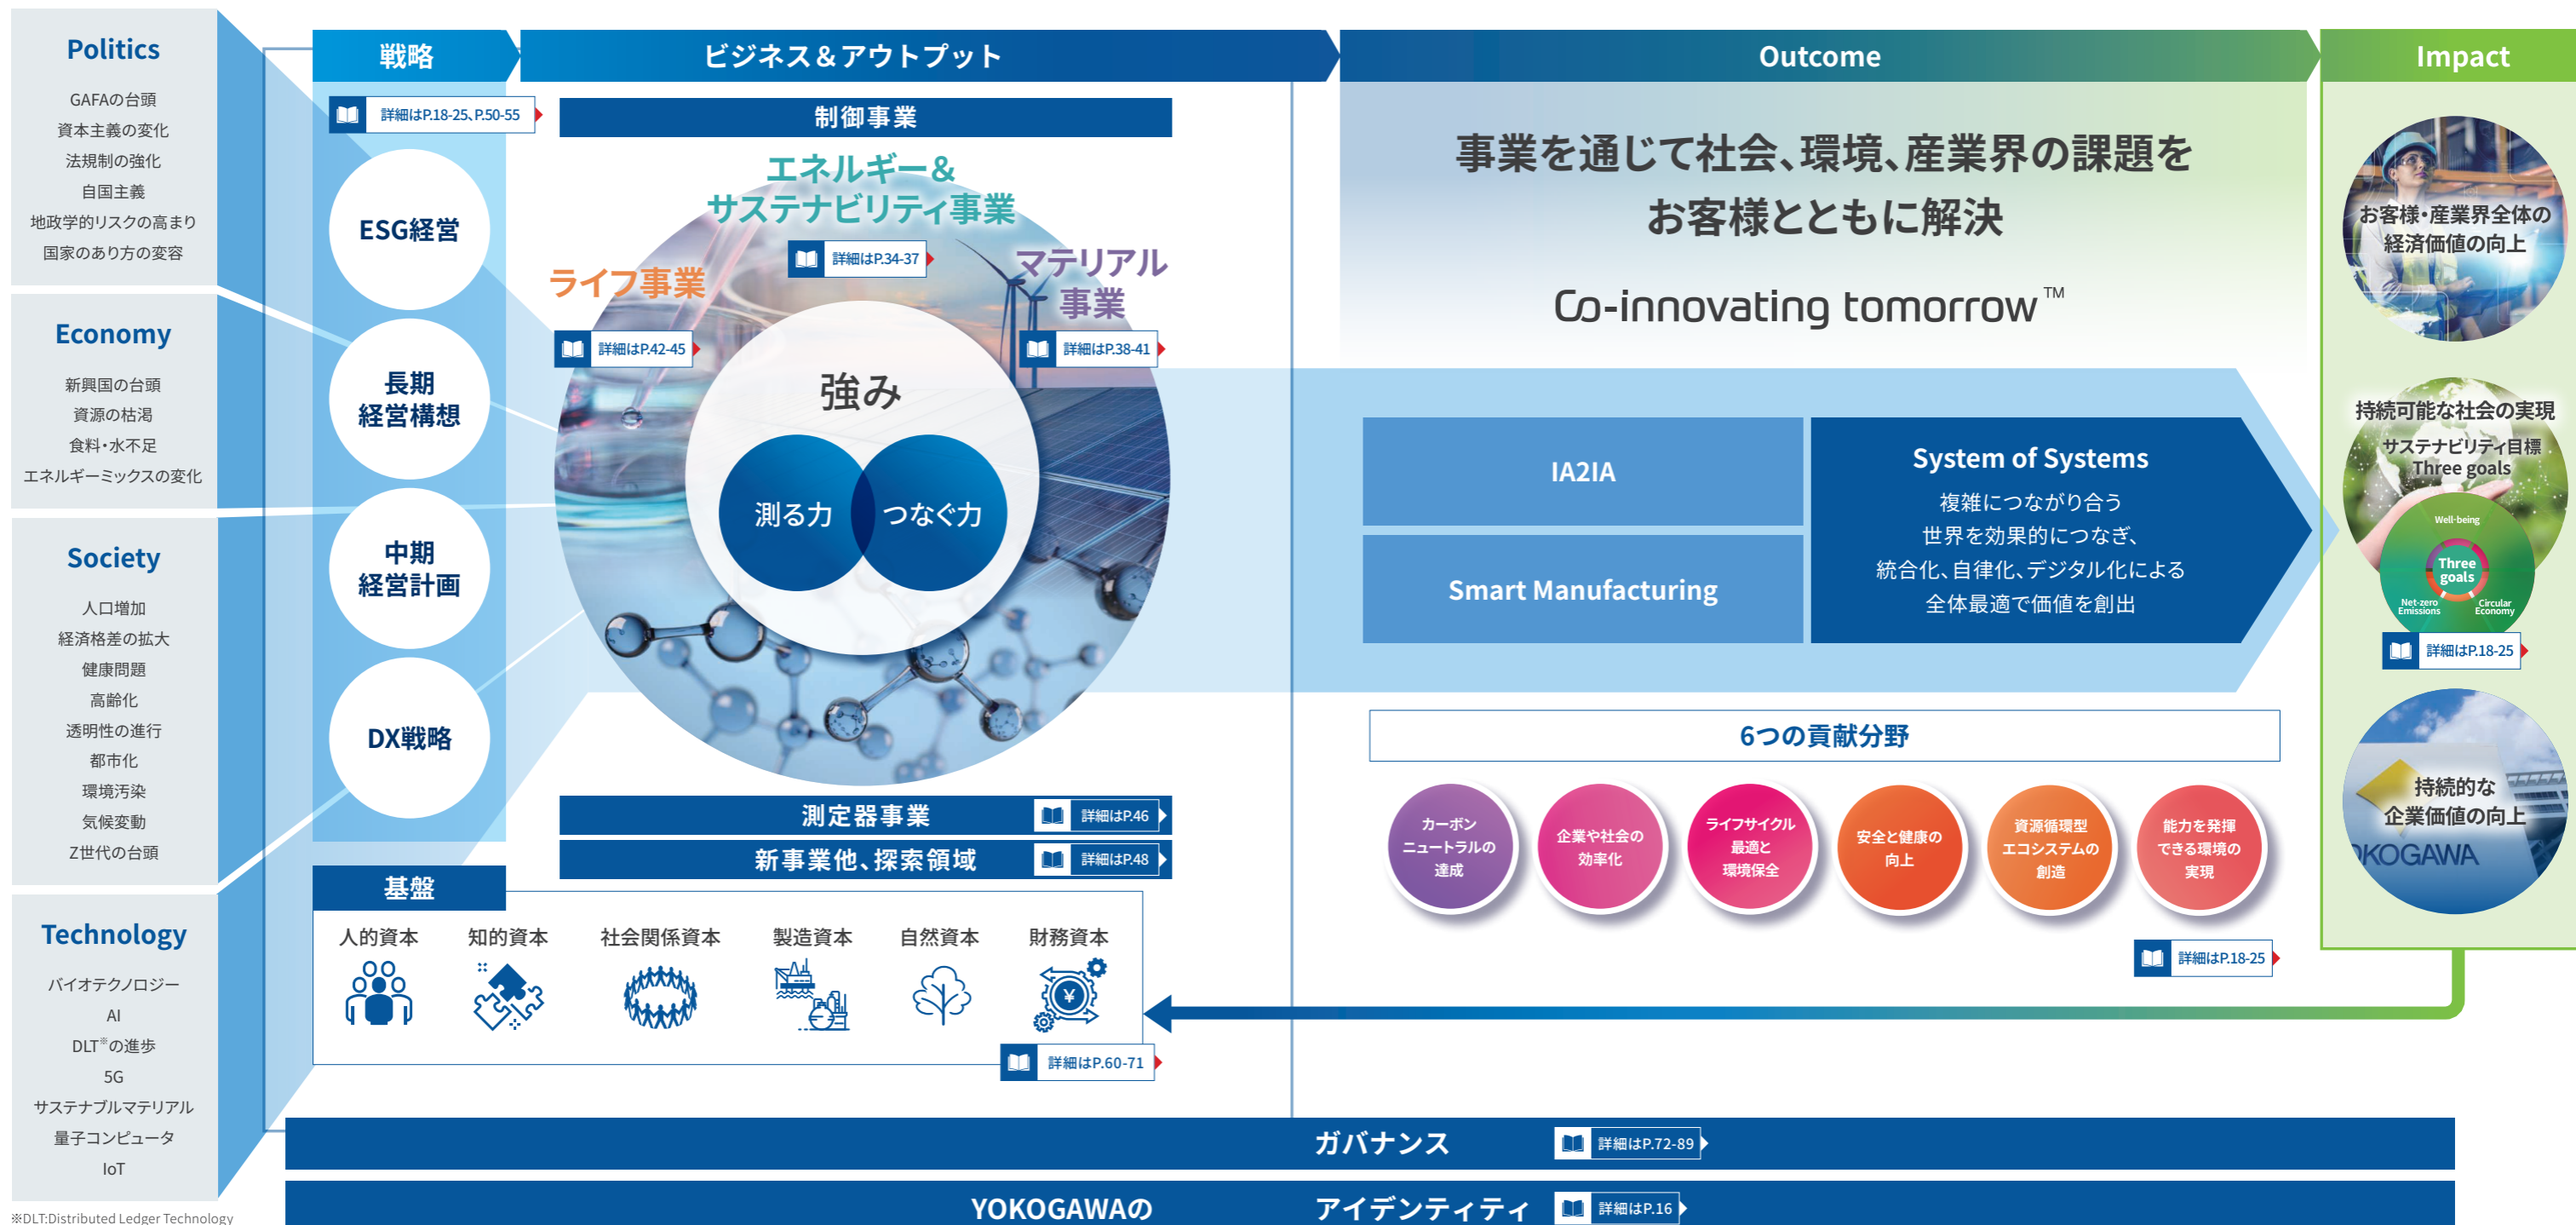 Politics
GAFAの台頭
資本主義の変化
法規制の強化
自国主義
地政学的リスクの高まり
国家のあり方の変容
Economy
新興国の台頭
資源の枯渇
食料・水不足
エネルギーミックスの変化
Society
人口増加
経済格差の拡大
健康問題
高齢化
透明性の進行
都市化
環境汚染
気候変動
Z世代の台頭
Technology
バイオテクノロジー
AI
DLT※の進歩
5G
サステナブルマテリアル
量子コンピュータ
IoT
※DLT:Distributed Ledger Technology
戦略
詳細はP.18-25、P.50-55
ESG経営
長期
経営構想
中期
経営計画
DX戦略
ビジネス＆アウトプット
制御事業
エネルギー＆
サステナビリティ事業
詳細はP.34-37
ライフ事業
詳細はP.42-45
マテリアル
事業
詳細はP.38-41
強み
測る力
つなぐ力
測定器事業
詳細はP.46
新事業他、探索領域
詳細はP.48
基盤
人的資本
知的資本
社会関係資本
製造資本
自然資本
財務資本
¥
詳細はP.60-71
Outcome
事業を通じて社会、環境、産業界の課題を
お客様とともに解決
Co-innovating tomorrow™
IA2IA
Smart Manufacturing
System of Systems
複雑につながり合う
世界を効果的につなぎ、
統合化、自律化、デジタル化による
全体最適で価値を創出
6つの貢献分野
カーボン
ニュートラルの
達成
企業や社会の
効率化
ライフサイクル
最適と
環境保全
安全と健康の
向上
資源循環型
エコシステムの
創造
能力を発揮
できる環境の
実現
詳細はP.18-25
Impact
お客様・産業界全体の
経済価値の向上
持続可能な社会の実現
サステナビリティ目標
Three goals
Well-being
Three
goals
Net-zero
Emissions
Circular
Economy
詳細はP.18-25
持続的な
企業価値の向上
OKOGAWA
ガバナンス
詳細はP.72-89
YOKOGAWAの
アイデンティティ
詳細はP.16